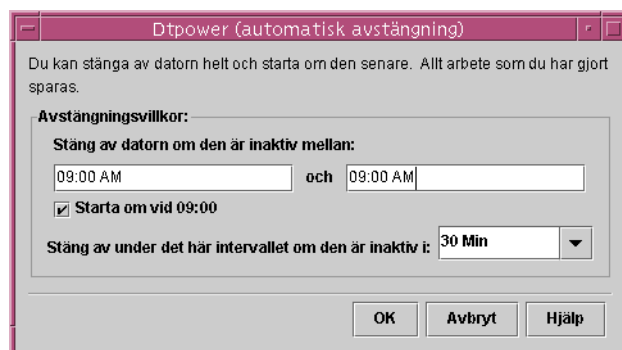 Dtpower (automatisk avstängning)
Du kan stänga av datorn helt och starta om den senare. Allt arbete som du har gjort
sparas.
Avstängningsvillkor:
Stäng av datorn om den är inaktiv mellan:
09:00 AM och 09:00 AM
Starta om vid 09:00
Stäng av under det här intervallet om den är inaktiv i: 30 Min
OK Avbryt Hjälp